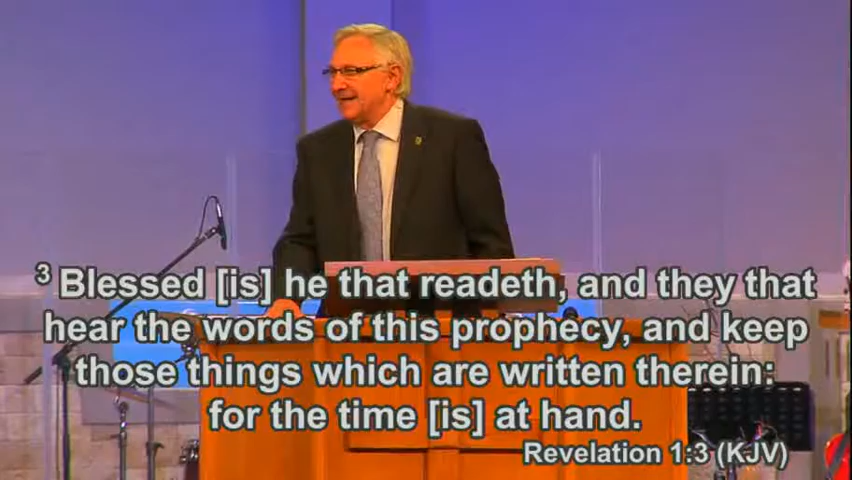 3 Blessed [is] he that readeth, and they that
hear the words of this prophecy, and keep
those things which are written therein:
for the time [is] at hand.
Revelation 1:3 (KJV)